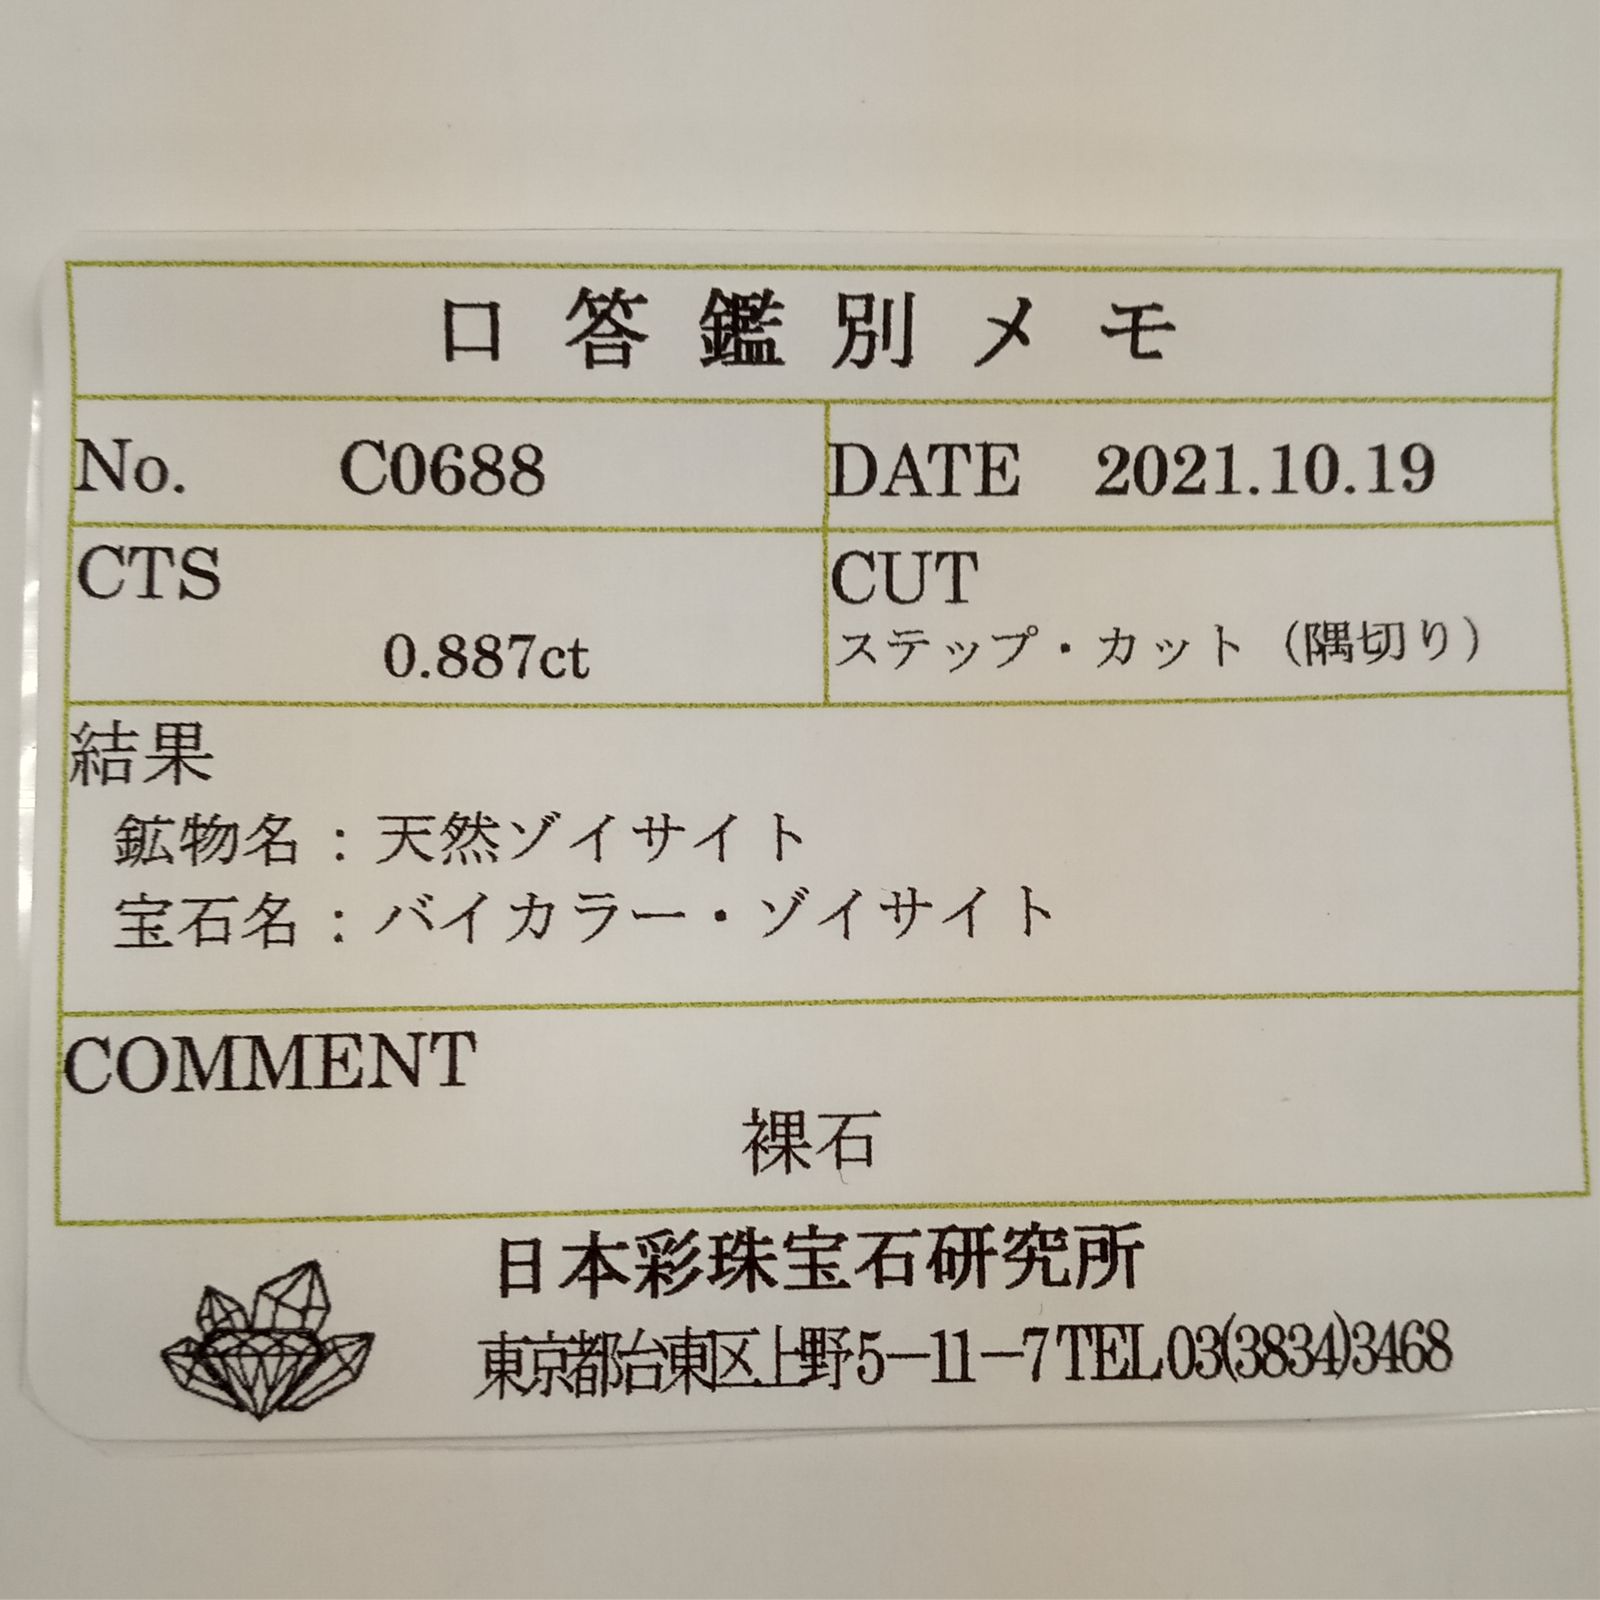 口答鑑別メモ
No. C0688
DATE 2021.10.19
CTS
0.887ct
CUT
ステップ・カット（隅切り）
結果
鉱物名：天然ゾイサイト
宝石名：バイカラー・ゾイサイト
COMMENT
裸石
日本彩珠宝石研究所
東京都台東区上野5－11－7 TEL 03(3834)3468